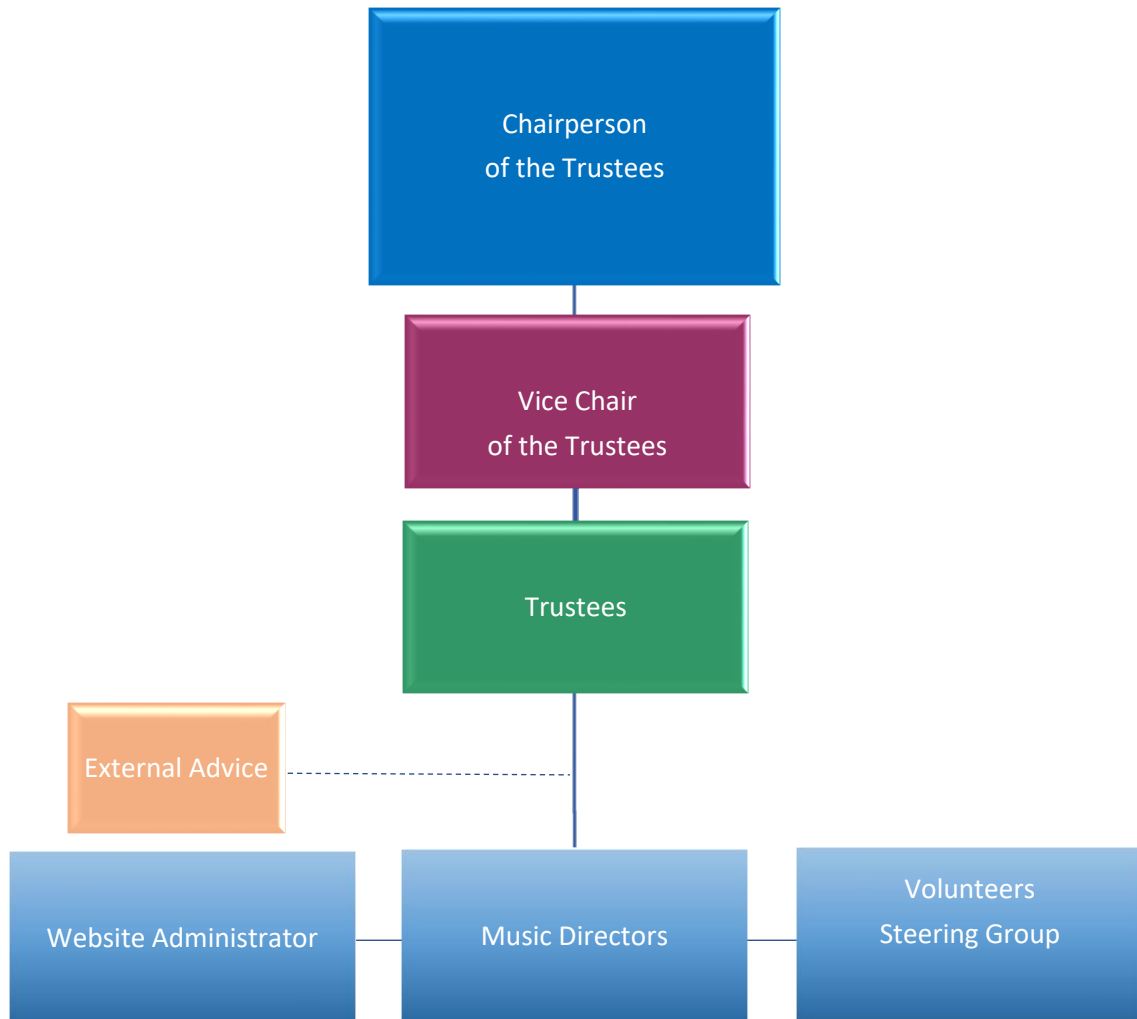 Chairperson
of the Trustees
Vice Chair
of the Trustees
Trustees
External Advice
Website Administrator
Music Directors
Volunteers
Steering Group